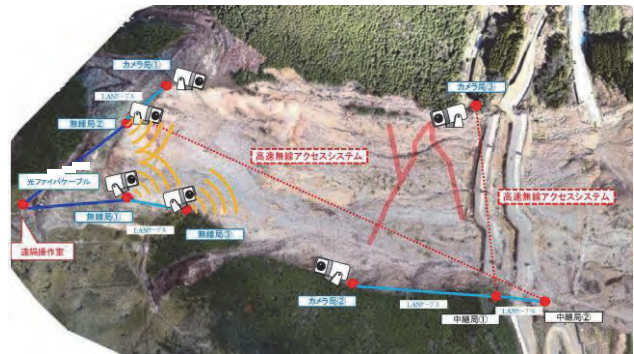 カメラ局①
LANケーブル
無線局②
カメラ局③
高速無線アクセスシステム
光ファイバケーブル
無線局①
LANケーブル
無線局③
高速無線アクセスシステム
遠隔操作室
カメラ局②
LANケーブル
中継局①
LANケーブル
中継局②